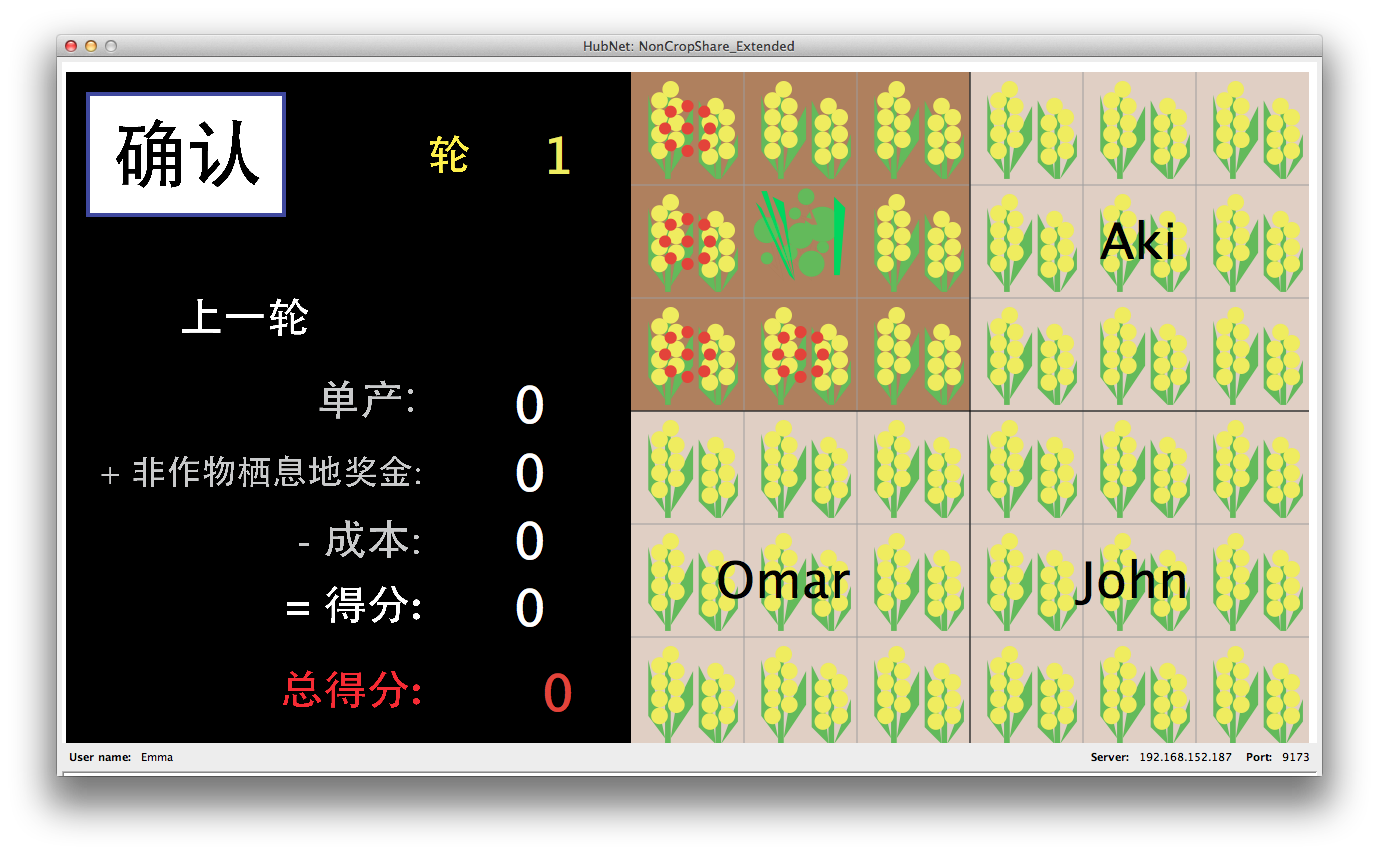 HubNet: NonCropShare_Extended
确认
轮 1
上一轮
单产: 0
+ 非作物栖息地奖金: 0
- 成本: 0
= 得分: 0
总得分: 0
Aki
Omar
John
User name: Emma
Server: 192.168.152.187 Port: 9173